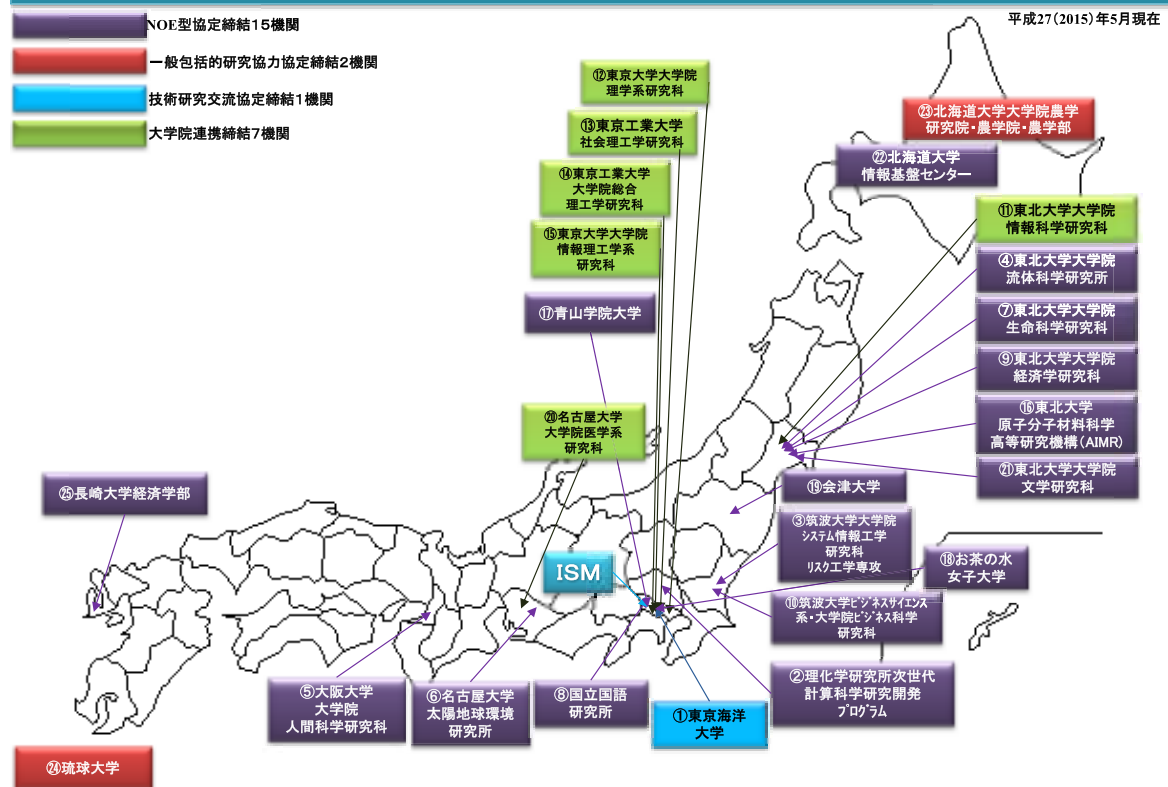 平成27(2015)年5月現在
NOE型協定締結15機関
一般包括的研究協力協定締結2機関
技術研究交流協定締結1機関
大学院連携締結7機関
⑫東京大学大学院
理学系研究科
⑬東京工業大学
社会理工学研究科
⑭東京工業大学
大学院総合
理工学研究科
⑮東京大学大学院
情報理工学系
研究科
⑰青山学院大学
⑳名古屋大学
大学院医学系
研究科
㉓北海道大学大学院農学
研究院・農学院・農学部
㉒北海道大学
情報基盤センター
⑪東北大学大学院
情報科学研究科
④東北大学大学院
流体科学研究所
⑦東北大学大学院
生命科学研究科
⑨東北大学大学院
経済学研究科
⑯東北大学
原子分子材料科学
高等研究機構(AIMR)
㉑東北大学大学院
文学研究科
⑲会津大学
③筑波大学大学院
システム情報工学
研究科
リスク工学専攻
⑱お茶の水
女子大学
⑩筑波大学ビジネスサイエンス
系・大学院ビジネス科学
研究科
②理化学研究所次世代
計算科学研究開発
プログラム
㉕長崎大学経済学部
ISM
⑤大阪大学
大学院
人間科学研究科
⑥名古屋大学
太陽地球環境
研究所
⑧国立国語
研究所
①東京海洋
大学
㉔琉球大学